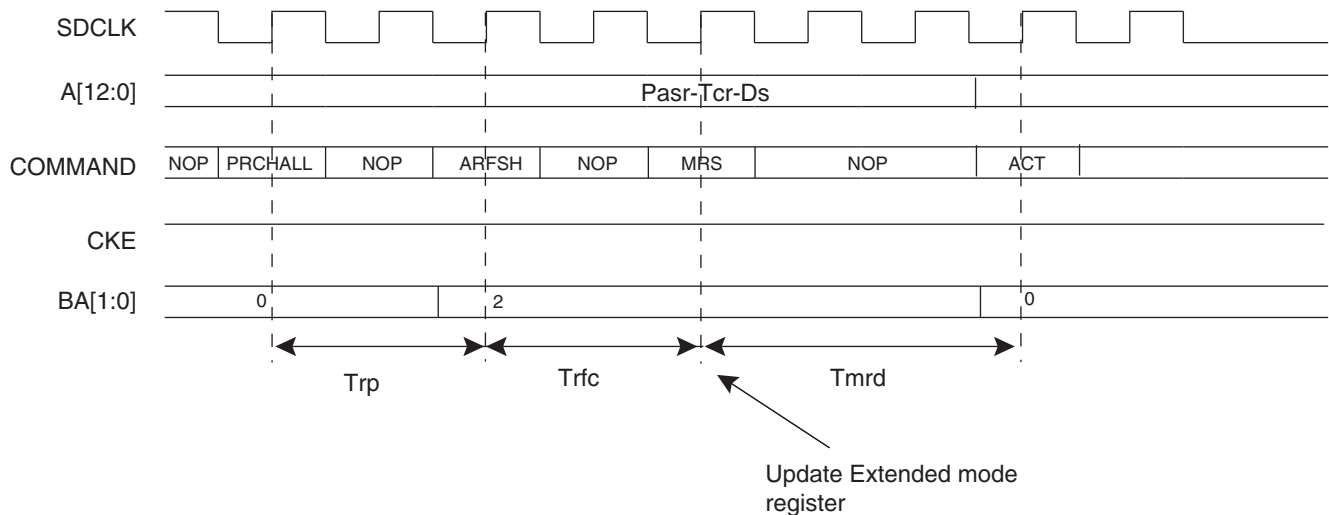 SDCLK
A[12:0]
Pasr-Tcr-Ds
COMMAND
NOP PRCHALL NOP ARFSH NOP MRS NOP ACT
CKE
BA[1:0]
0 2 0
Trp Trfc Tmrd
Update Extended mode
register